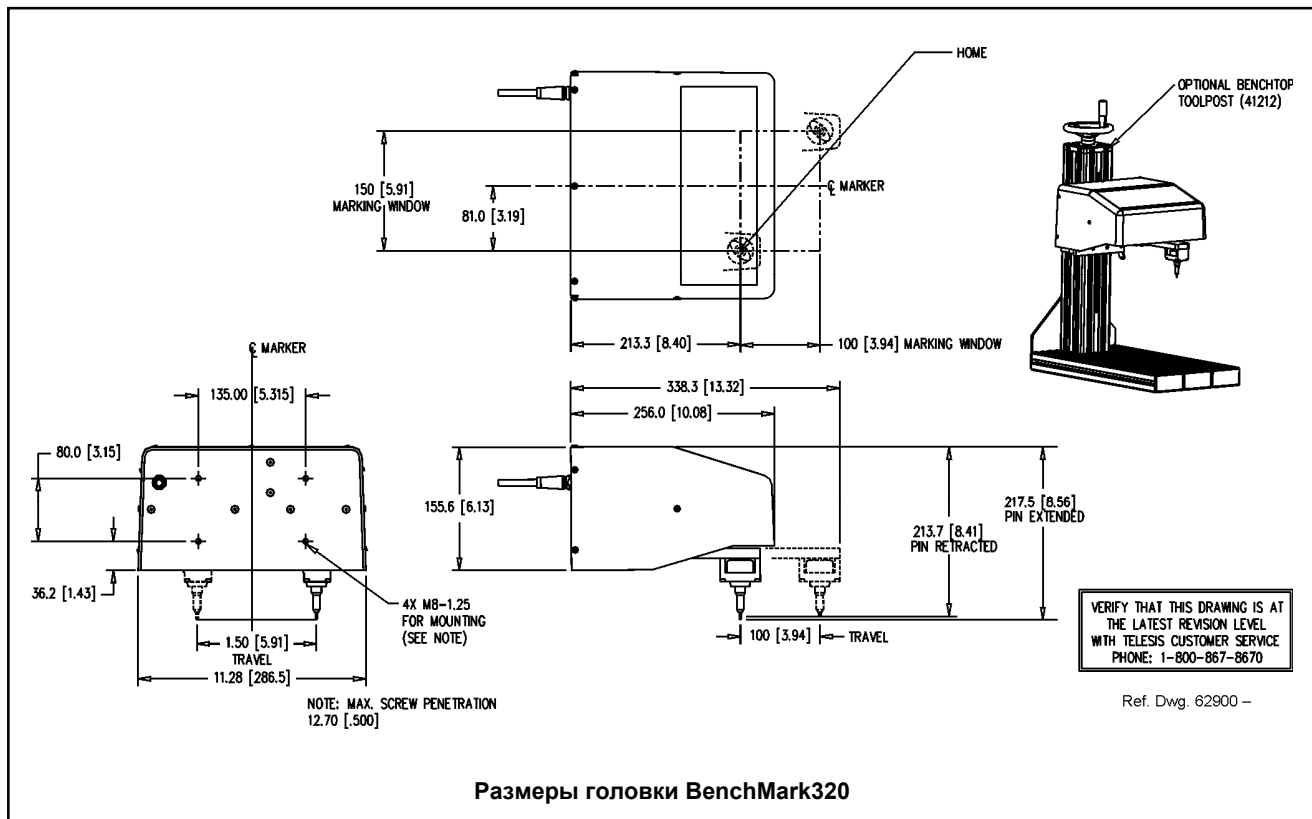 HOME
OPTIONAL BENCHTOP
TOOLPOST (41212)
150 [5.91]
MARKING WINDOW
℄ MARKER
81.0 [3.19]
213.3 [8.40]
100 [3.94] MARKING WINDOW
℄ MARKER
135.00 [5.315]
80.0 [3.15]
36.2 [1.43]
1.50 [5.91]
TRAVEL
11.28 [286.5]
4X M8-1.25
FOR MOUNTING
(SEE NOTE)
NOTE: MAX. SCREW PENETRATION
12.70 [.500]
338.3 [13.32]
256.0 [10.08]
155.6 [6.13]
213.7 [8.41]
PIN RETRACTED
217.5 [8.56]
PIN EXTENDED
100 [3.94]
TRAVEL
VERIFY THAT THIS DRAWING IS AT
THE LATEST REVISION LEVEL
WITH TELESIS CUSTOMER SERVICE
PHONE: 1-800-867-8670
Ref. Dwg. 62900 –
Размеры головки BenchMark320